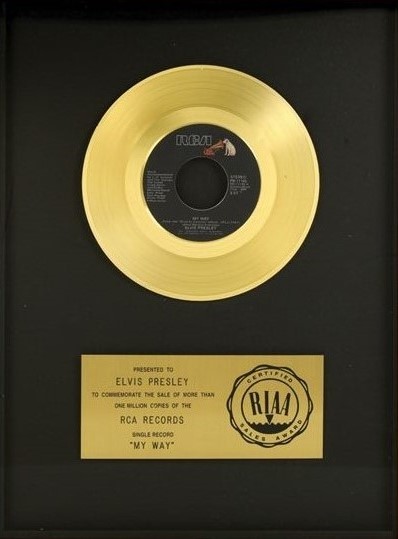 RCA
STEREO
MY WAY
ELVIS PRESLEY
PRESENTED TO
ELVIS PRESLEY
TO COMMEMORATE THE SALE OF MORE THAN
ONE MILLION COPIES OF THE
RCA RECORDS
SINGLE RECORD
"MY WAY"
CERTIFIED
RIAA
SALES AWARD